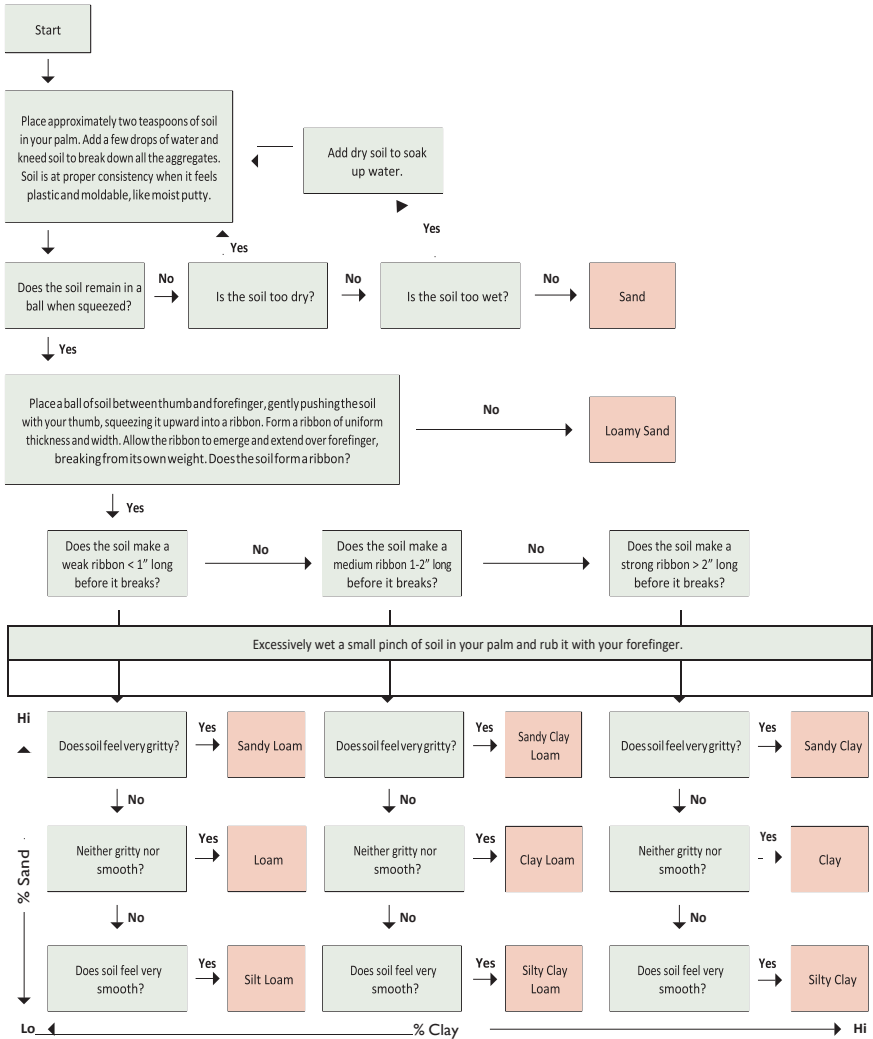 Start
Place approximately two teaspoons of soil
in your palm. Add a few drops of water and
kneed soil to break down all the aggregates.
Soil is at proper consistency when it feels
plastic and moldable, like moist putty.
Add dry soil to soak
up water.
Yes
Yes
Does the soil remain in a
ball when squeezed?
No
Is the soil too dry?
No
Is the soil too wet?
No
Sand
Yes
Place a ball of soil between thumb and forefinger, gently pushing the soil
with your thumb, squeezing it upward into a ribbon. Form a ribbon of uniform
thickness and width. Allow the ribbon to emerge and extend over forefinger,
breaking from its own weight. Does the soil form a ribbon?
No
Loamy Sand
Yes
Does the soil make a
weak ribbon < 1” long
before it breaks?
No
Does the soil make a
medium ribbon 1-2” long
before it breaks?
No
Does the soil make a
strong ribbon > 2” long
before it breaks?
Excessively wet a small pinch of soil in your palm and rub it with your forefinger.
Hi
Does soil feel very gritty?
Yes
Sandy Loam
Does soil feel very gritty?
Yes
Sandy Clay
Loam
Does soil feel very gritty?
Yes
Sandy Clay
No
No
No
% Sand
Neither gritty nor
smooth?
Yes
Loam
Neither gritty nor
smooth?
Yes
Clay Loam
Neither gritty nor
smooth?
Yes
Clay
No
No
No
Does soil feel very
smooth?
Yes
Silt Loam
Does soil feel very
smooth?
Yes
Silty Clay
Loam
Does soil feel very
smooth?
Yes
Silty Clay
Lo
% Clay
Hi